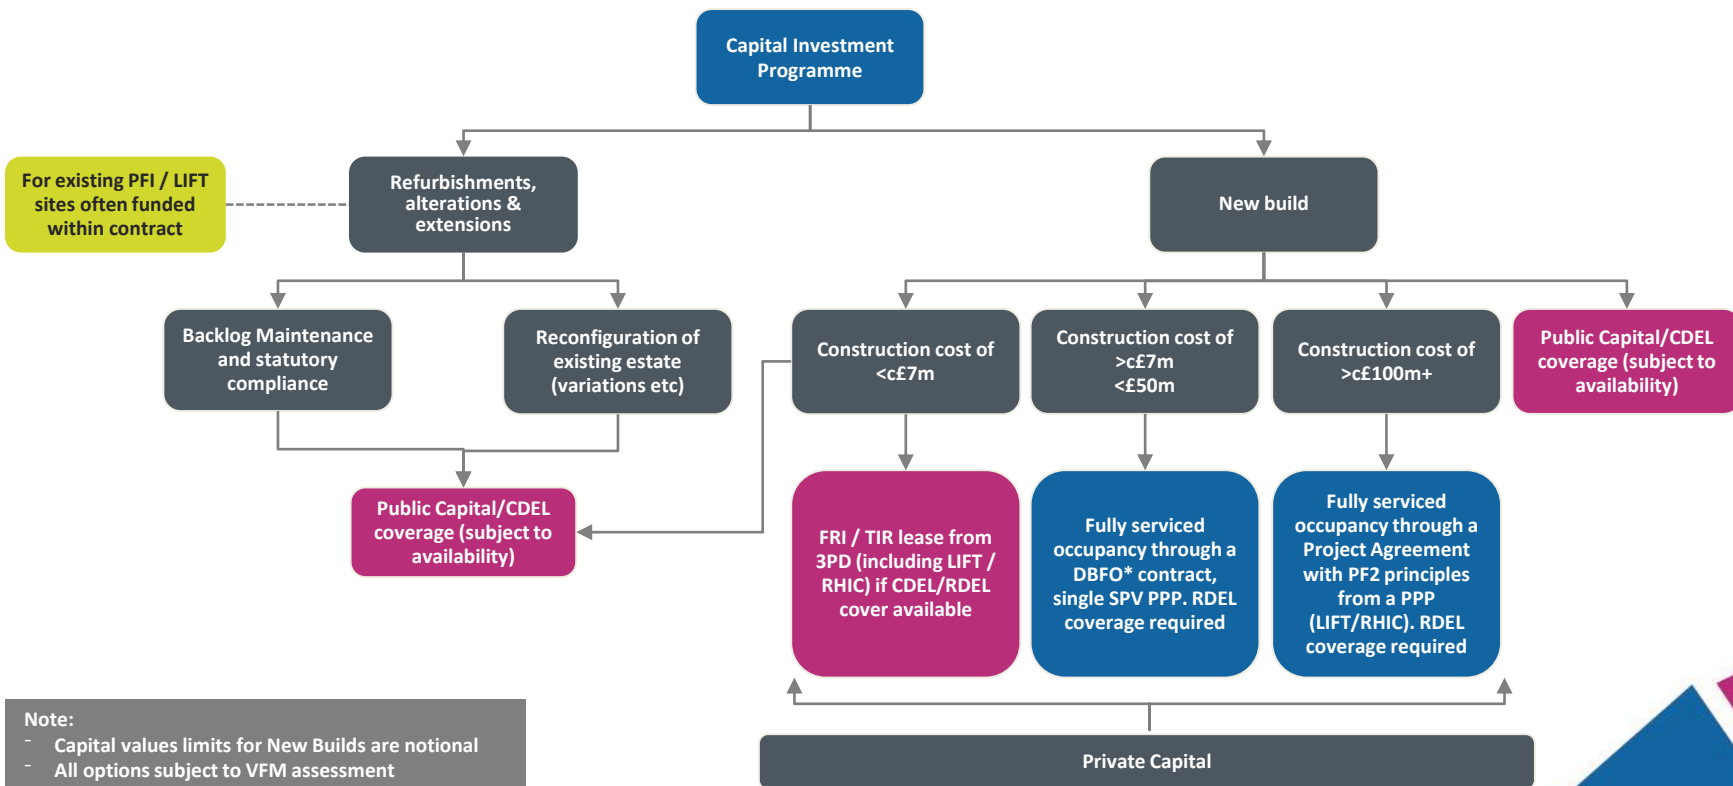 Capital Investment
Programme
For existing PFI / LIFT
sites often funded
within contract
Refurbishments,
alterations &
extensions
New build
Backlog Maintenance
and statutory
compliance
Reconfiguration of
existing estate
(variations etc)
Construction cost of
<c£7m
Construction cost of
>c£7m
<£50m
Construction cost of
>c£100m+
Public Capital/CDEL
coverage (subject to
availability)
Public Capital/CDEL
coverage (subject to
availability)
FRI / TIR lease from
3PD (including LIFT /
RHIC) if CDEL/RDEL
cover available
Fully serviced
occupancy through a
DBFO* contract,
single SPV PPP. RDEL
coverage required
Fully serviced
occupancy through a
Project Agreement
with PF2 principles
from a PPP
(LIFT/RHIC). RDEL
coverage required
Note:
- Capital values limits for New Builds are notional
- All options subject to VFM assessment
Private Capital